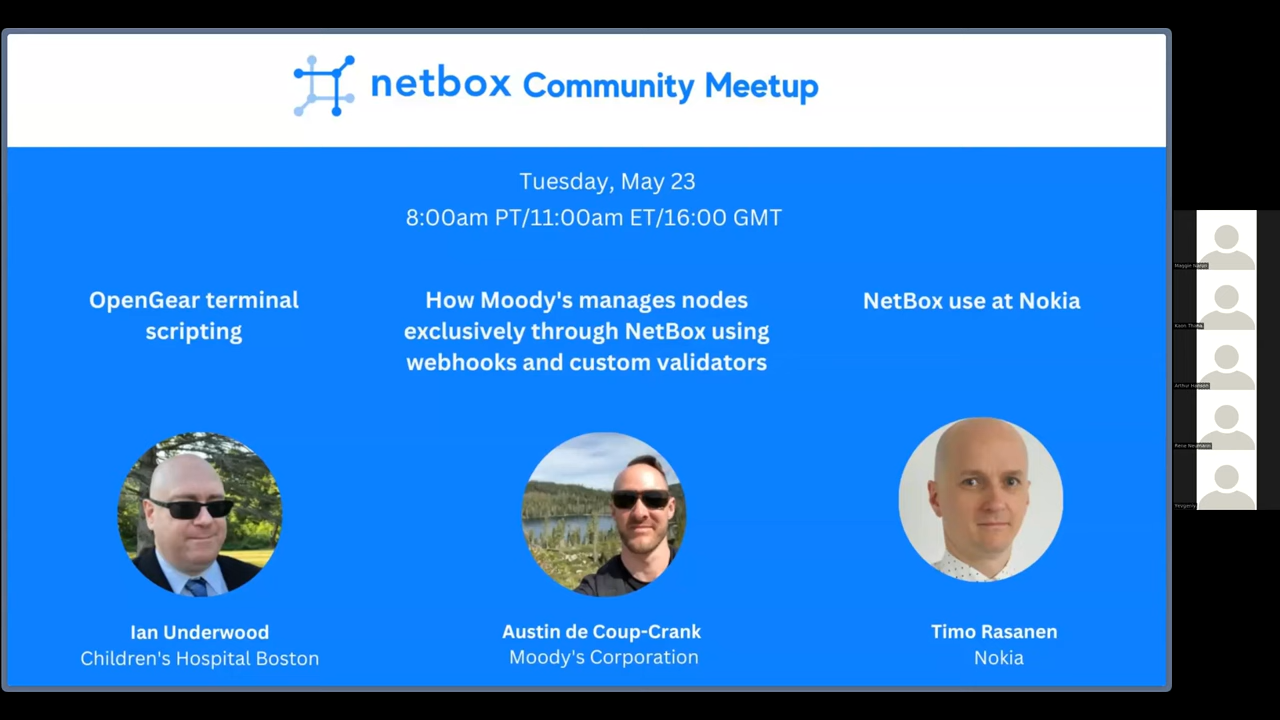 netbox Community Meetup
Tuesday, May 23
8:00am PT/11:00am ET/16:00 GMT
OpenGear terminal
scripting
How Moody's manages nodes
exclusively through NetBox using
webhooks and custom validators
NetBox use at Nokia
Ian Underwood
Children's Hospital Boston
Austin de Coup-Crank
Moody's Corporation
Timo Rasanen
Nokia